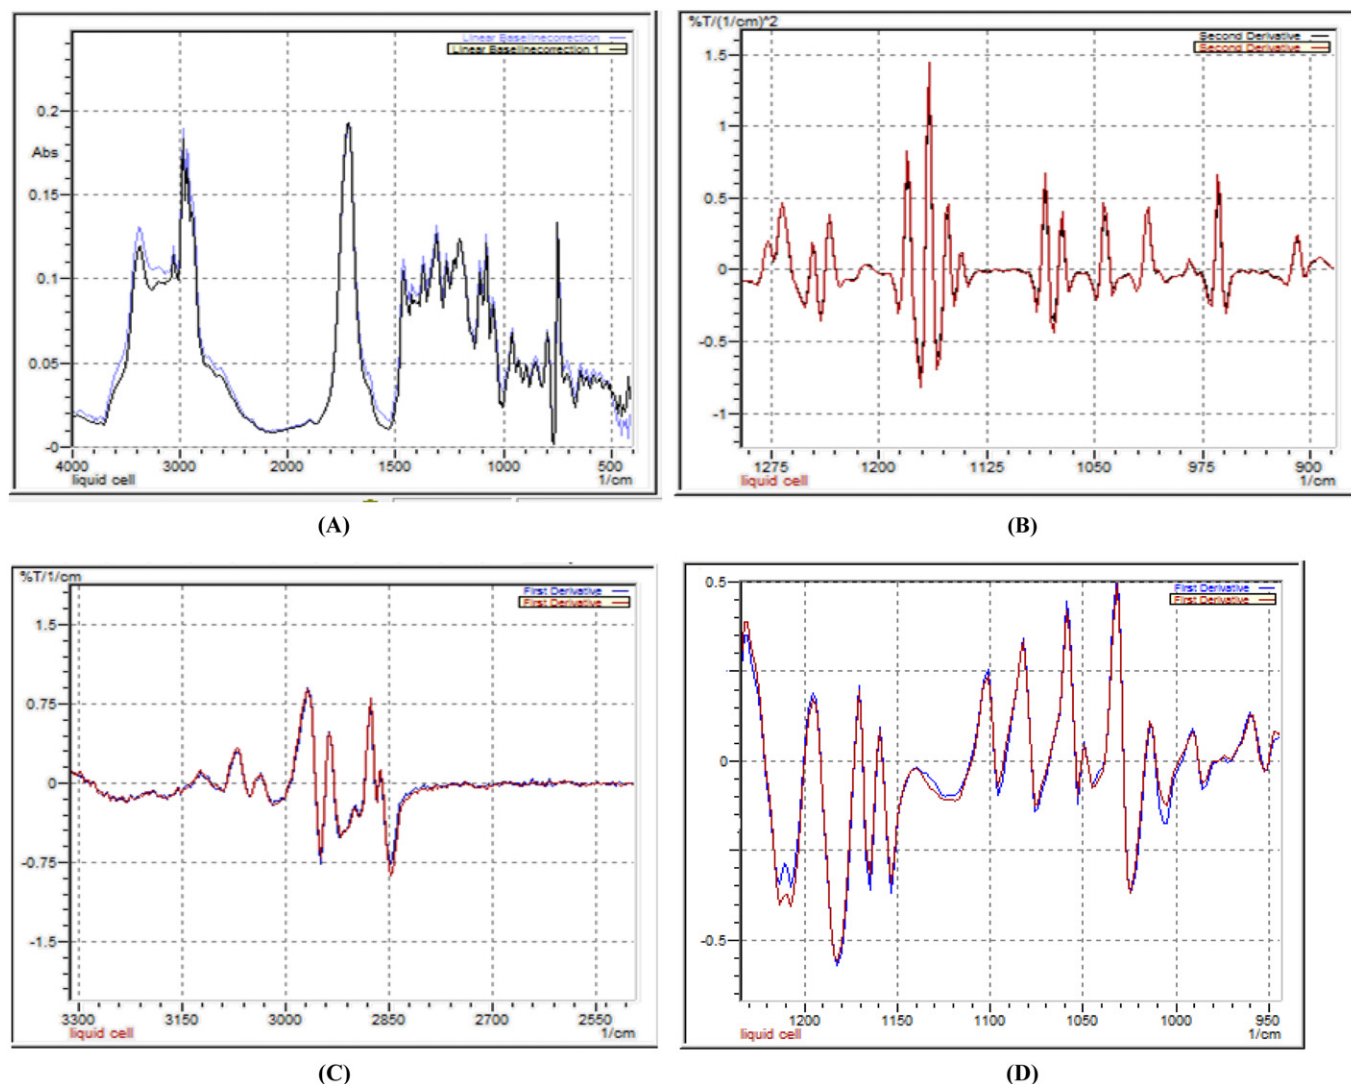 Linear Baselinecorrection
Linear Baselinecorrection 1
0.2
Abs
0.15
0.1
0.05
-0
4000 3000 2000 1500 1000 500
liquid cell 1/cm
(A)
%T/(1/cm)^2
Second Derivative
Second Derivative
1.5
1
0.5
0
-0.5
-1
1275 1200 1125 1050 975 900
liquid cell 1/cm
(B)
%T/1/cm
First Derivative
First Derivative
1.5
0.75
0
-0.75
-1.5
3300 3150 3000 2850 2700 2550
liquid cell 1/cm
(C)
First Derivative
First Derivative
0.5
0
-0.5
1200 1150 1100 1050 1000 950
liquid cell 1/cm
(D)